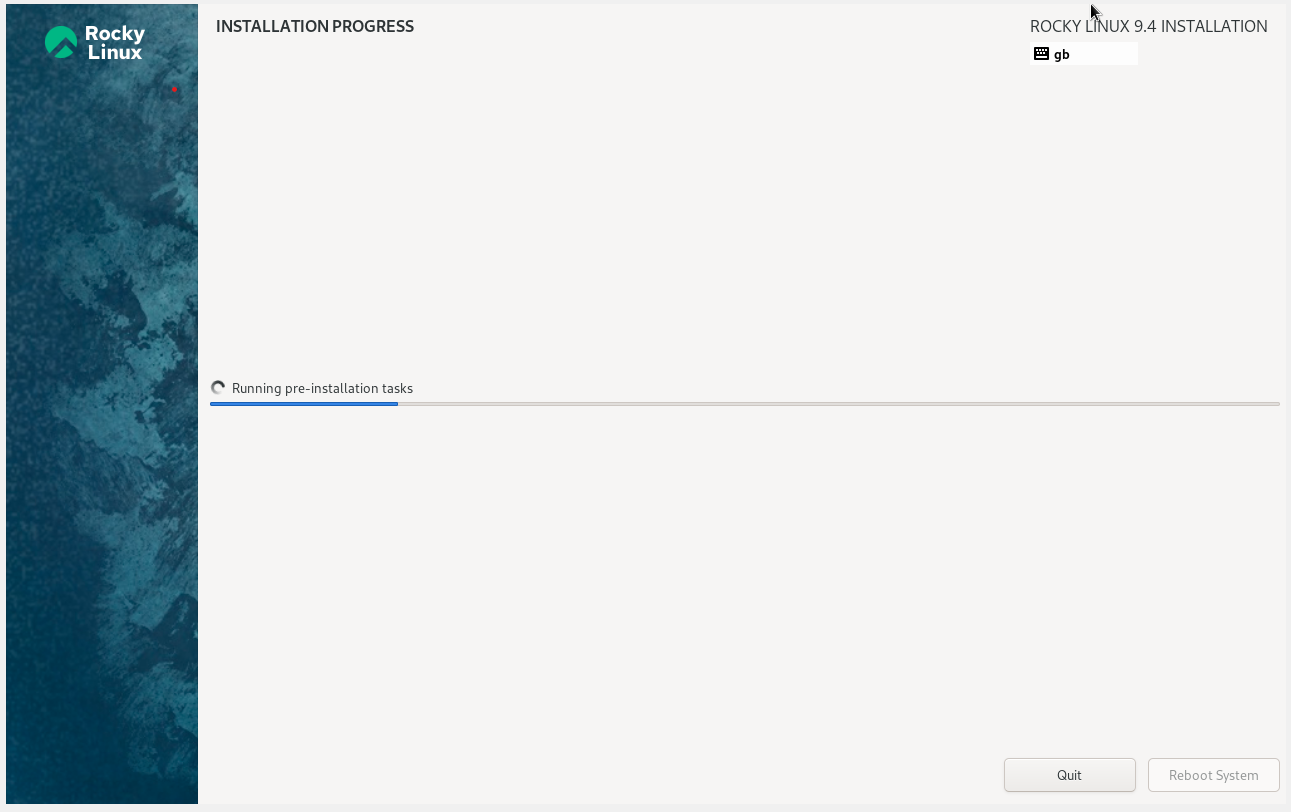 Rocky
Linux
INSTALLATION PROGRESS
ROCKY LINUX 9.4 INSTALLATION
gb
Running pre-installation tasks
Quit
Reboot System